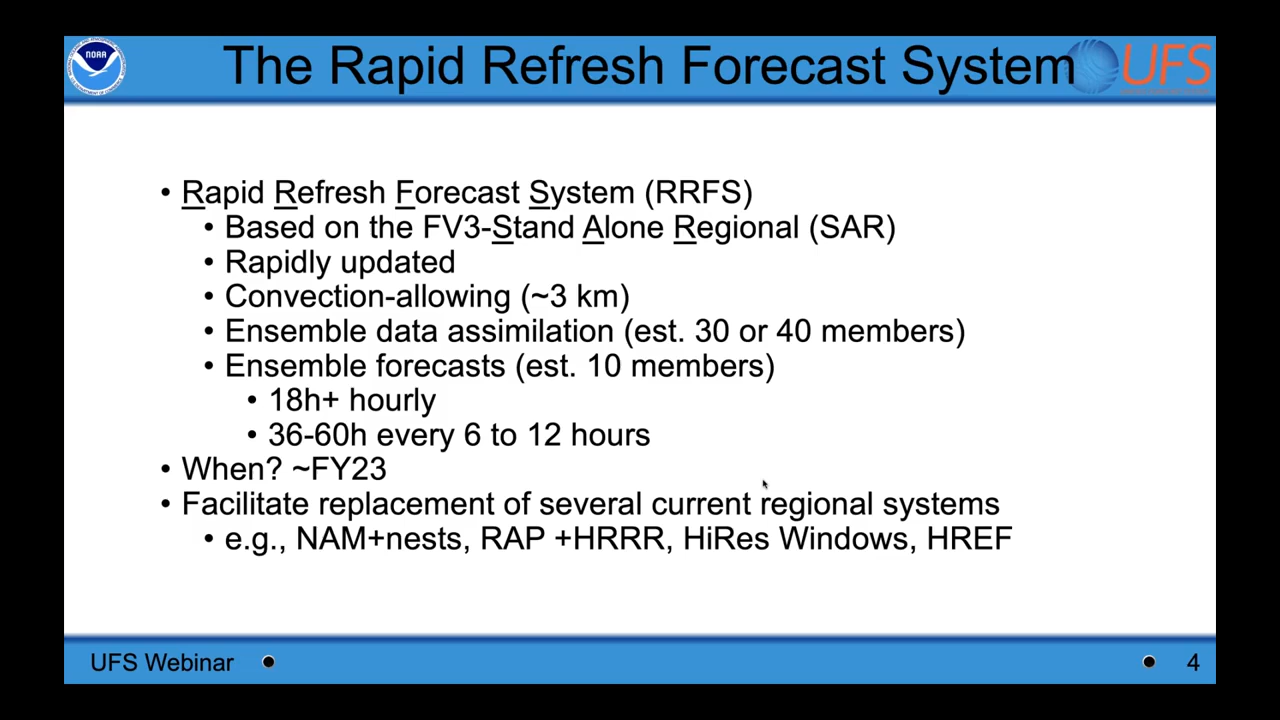 NOAA
The Rapid Refresh Forecast System
UFS
• Rapid Refresh Forecast System (RRFS)
• Based on the FV3-Stand Alone Regional (SAR)
• Rapidly updated
• Convection-allowing (~3 km)
• Ensemble data assimilation (est. 30 or 40 members)
• Ensemble forecasts (est. 10 members)
• 18h+ hourly
• 36-60h every 6 to 12 hours
• When? ~FY23
• Facilitate replacement of several current regional systems
• e.g., NAM+nests, RAP +HRRR, HiRes Windows, HREF
UFS Webinar
4